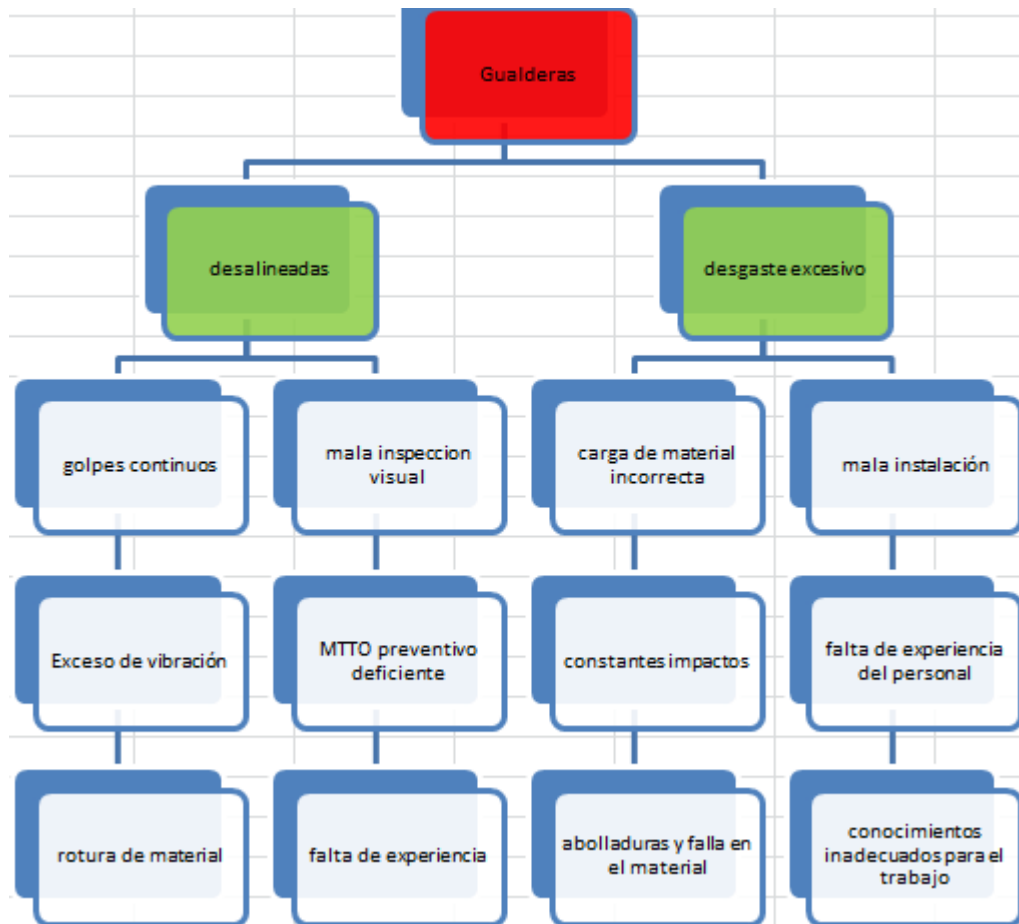 Gualderas
desalineadas
desgaste excesivo
golpes continuos
mala inspeccion
visual
carga de material
incorrecta
mala instalación
Exceso de vibración
MTTO preventivo
deficiente
constantes impactos
falta de experiencia
del personal
rotura de material
falta de experiencia
abolladuras y falla en
el material
conocimientos
inadecuados para el
trabajo